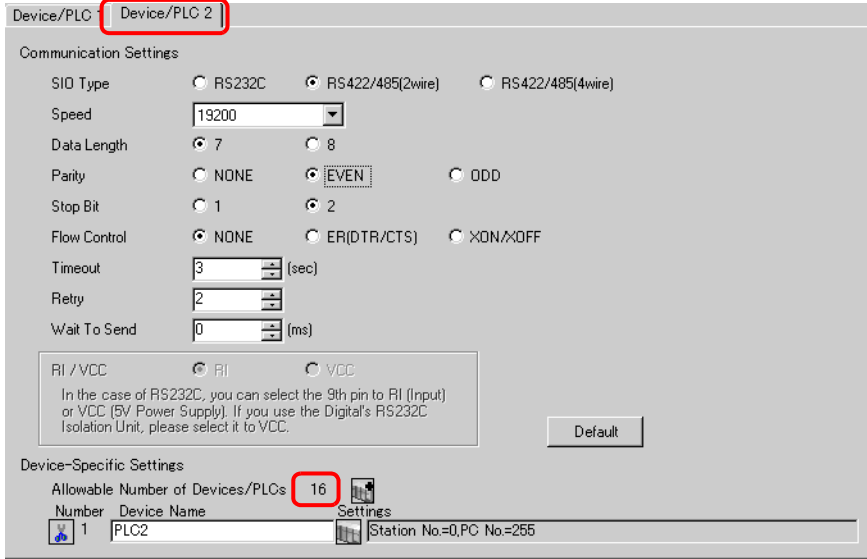 Device/PLC 1 Device/PLC 2
Communication Settings
SIO Type RS232C RS422/485(2wire) RS422/485(4wire)
Speed 19200
Data Length 7 8
Parity NONE EVEN ODD
Stop Bit 1 2
Flow Control NONE ER(DTR/CTS) XON/XOFF
Timeout 3 (sec)
Retry 2
Wait To Send 0 (ms)
RI / VCC RI VCC
In the case of RS232C, you can select the 9th pin to RI (Input)
or VCC (5V Power Supply). If you use the Digital's RS232C
Isolation Unit, please select it to VCC.
Default
Device-Specific Settings
Allowable Number of Devices/PLCs 16
Number Device Name Settings
1 PLC2 Station No.=0,PC No.=255